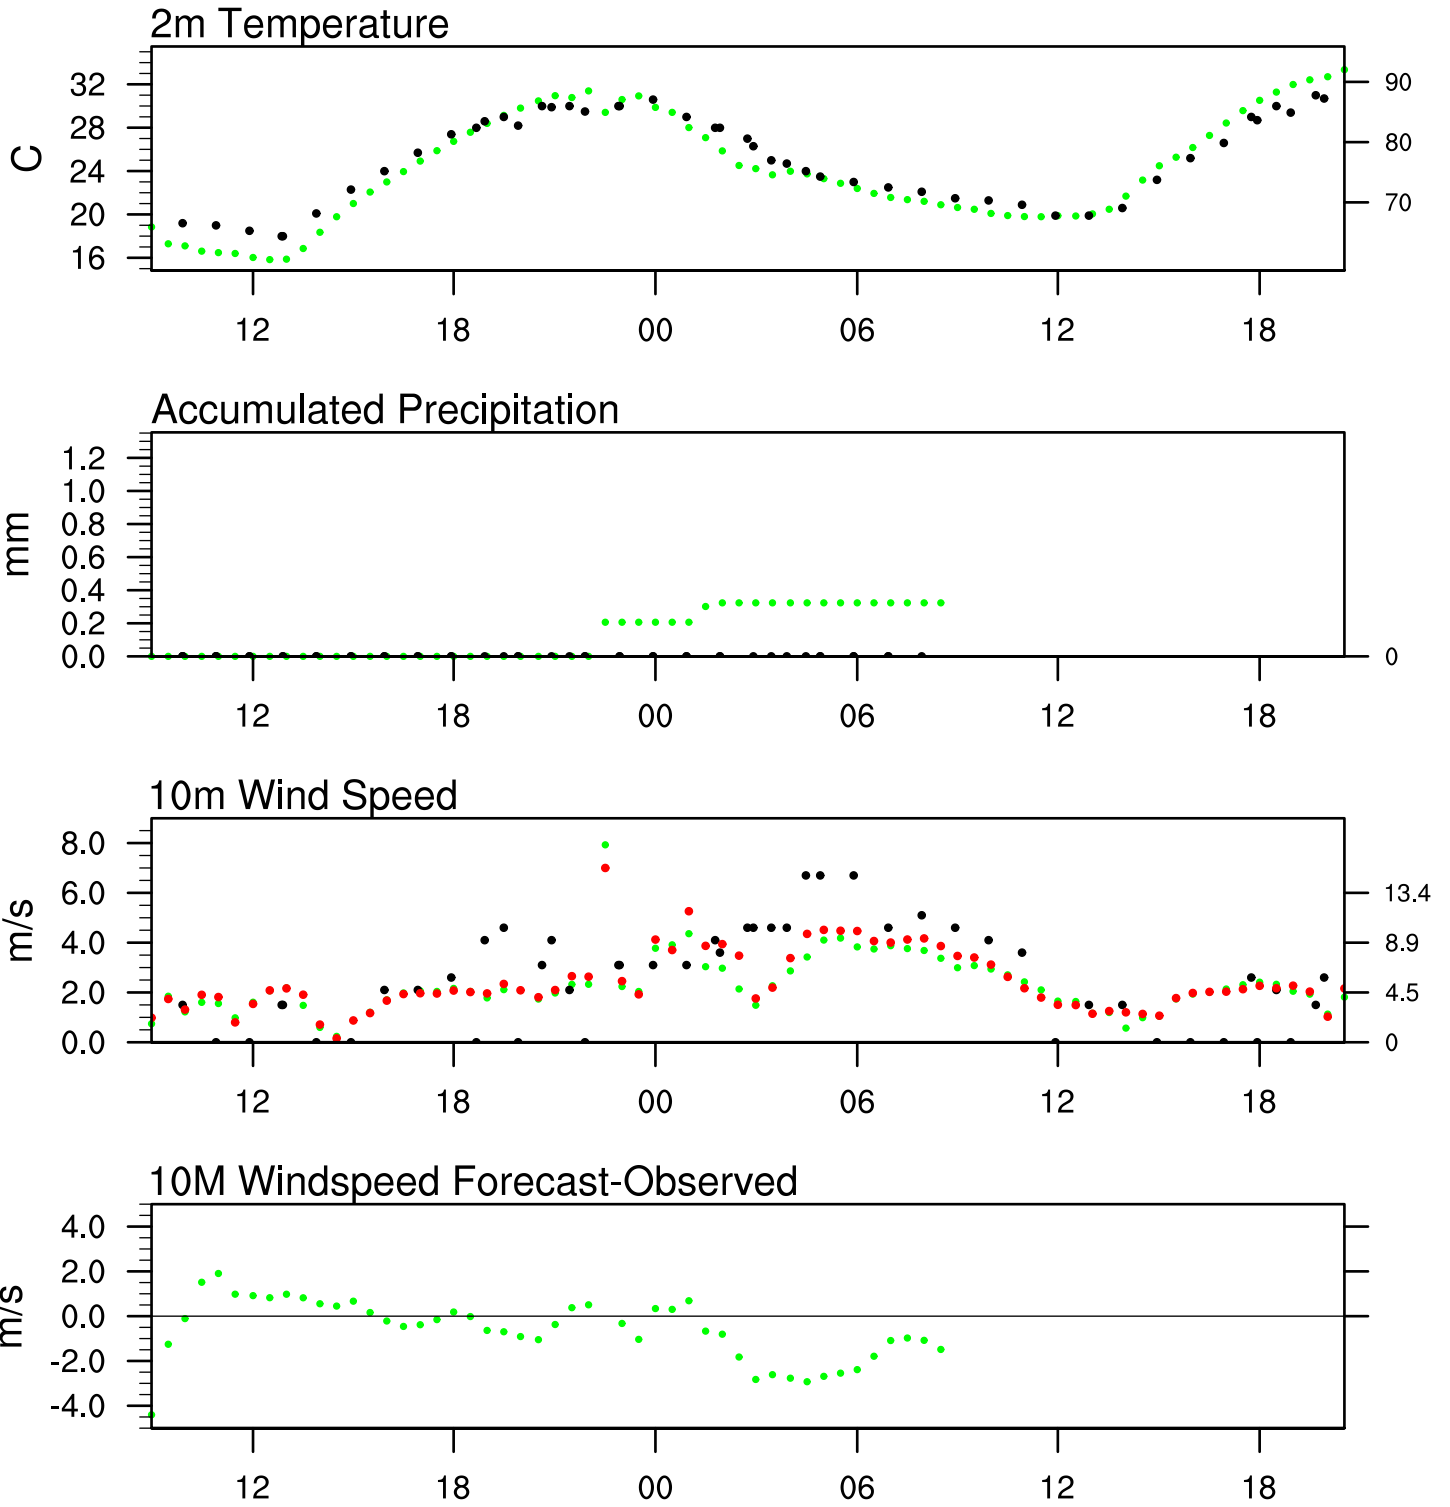 2m Temperature
C
32
28
24
20
16
90
80
70
12 18 00 06 12 18
Accumulated Precipitation
mm
1.2
1.0
0.8
0.6
0.4
0.2
0.0
0
12 18 00 06 12 18
10m Wind Speed
m/s
8.0
6.0
4.0
2.0
0.0
13.4
8.9
4.5
0
12 18 00 06 12 18
10M Windspeed Forecast-Observed
m/s
4.0
2.0
0.0
-2.0
-4.0
12 18 00 06 12 18